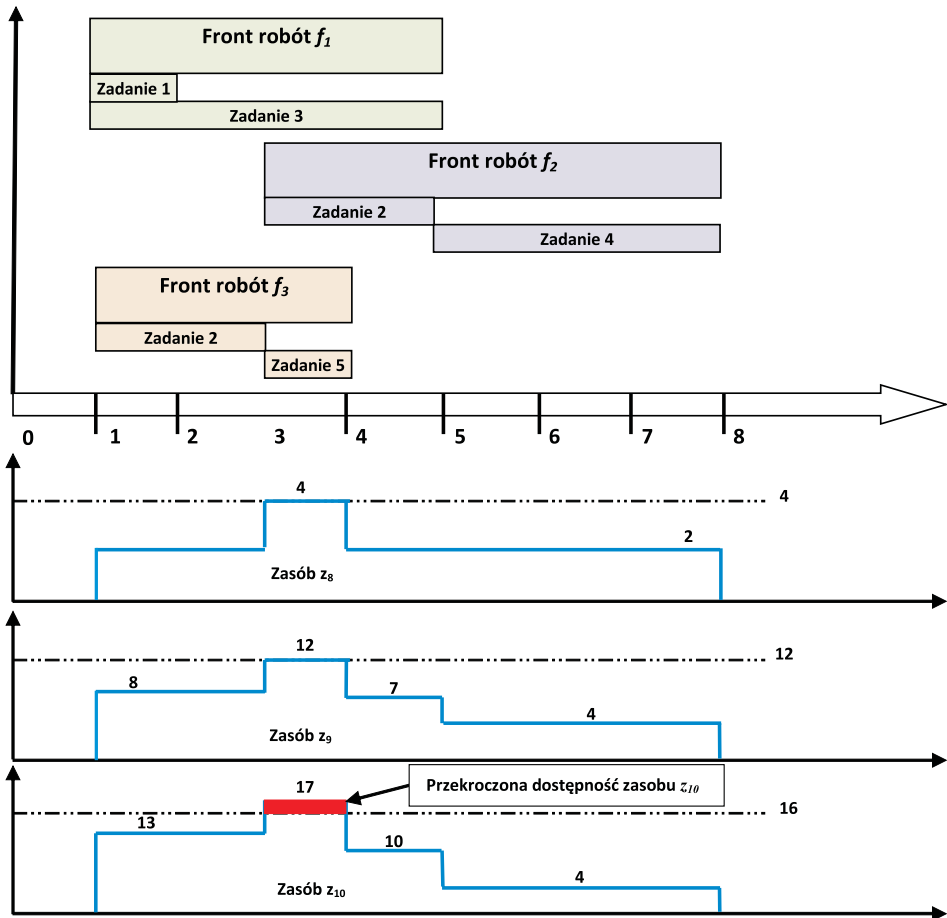 Front robót f1
Zadanie 1
Zadanie 3
Front robót f2
Zadanie 2
Zadanie 4
Front robót f3
Zadanie 2
Zadanie 5
0 1 2 3 4 5 6 7 8
4
4
2
Zasób z8
12
12
8
7
4
Zasób z9
Przekroczona dostępność zasobu z10
17
16
13
10
4
Zasób z10